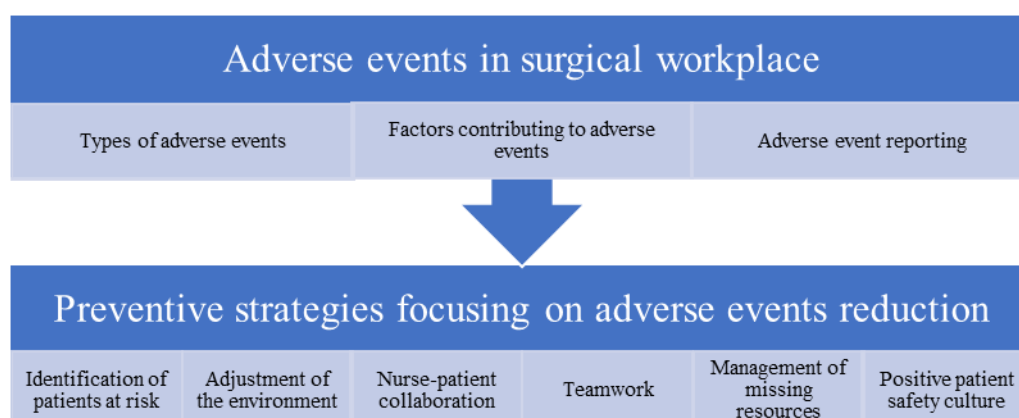 Adverse events in surgical workplace
Types of adverse events
Factors contributing to adverse
events
Adverse event reporting
Preventive strategies focusing on adverse events reduction
Identification of
patients at risk
Adjustment of
the environment
Nurse-patient
collaboration
Teamwork
Management of
missing
resources
Positive patient
safety culture